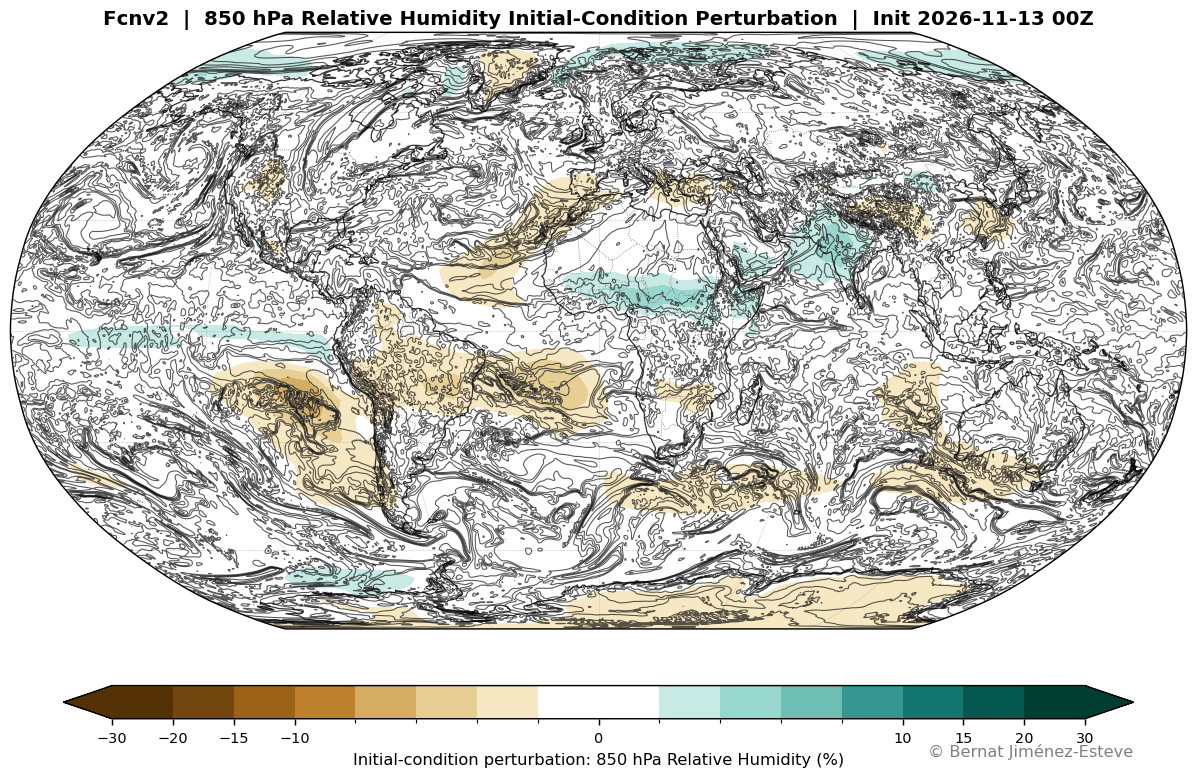 Fcnv2 | 850 hPa Relative Humidity Initial-Condition Perturbation | Init 2026-11-13 00Z
−30 −20 −15 −10 0 10 15 20 30
Initial-condition perturbation: 850 hPa Relative Humidity (%)
© Bernat Jiménez-Esteve